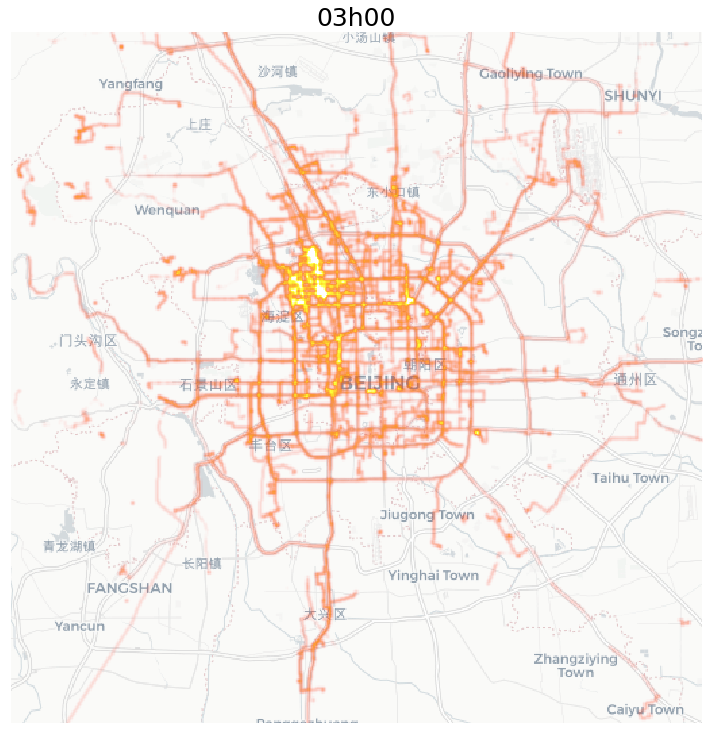 03h00
小汤山镇
沙河镇
Gaoliying Town
Yangfang
SHUNYI
上庄
东小口镇
Wenquan
海淀区
门头沟区
Songz
To
朝阳区
永定镇
石景山区
BEIJING
通州区
丰台区
Taihu Town
Jiugong Town
青龙湖镇
长阳镇
Yinghai Town
FANGSHAN
大兴区
Yancun
Zhangziying
Town
Caiyu Town